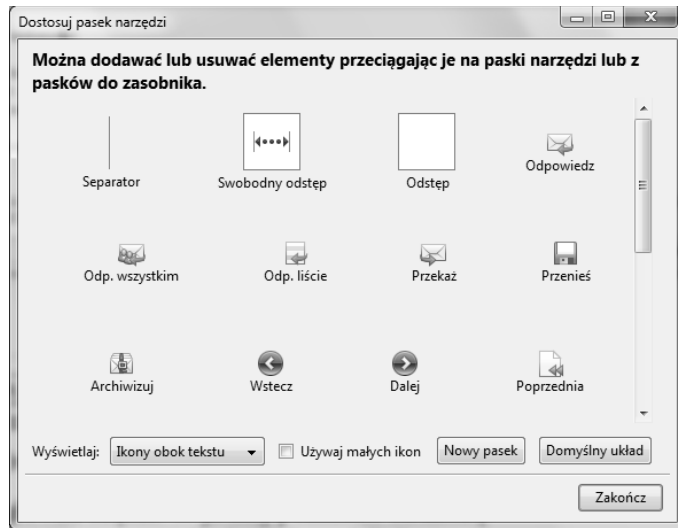 Dostosuj pasek narzędzi
Można dodawać lub usuwać elementy przeciągając je na paski narzędzi lub z
pasków do zasobnika.
Separator
Swobodny odstęp
Odstęp
Odpowiedz
Odp. wszystkim
Odp. liście
Przekaż
Przenieś
Archiwizuj
Wstecz
Dalej
Poprzednia
Wyświetlaj: Ikony obok tekstu Używaj małych ikon Nowy pasek Domyślny układ
Zakończ